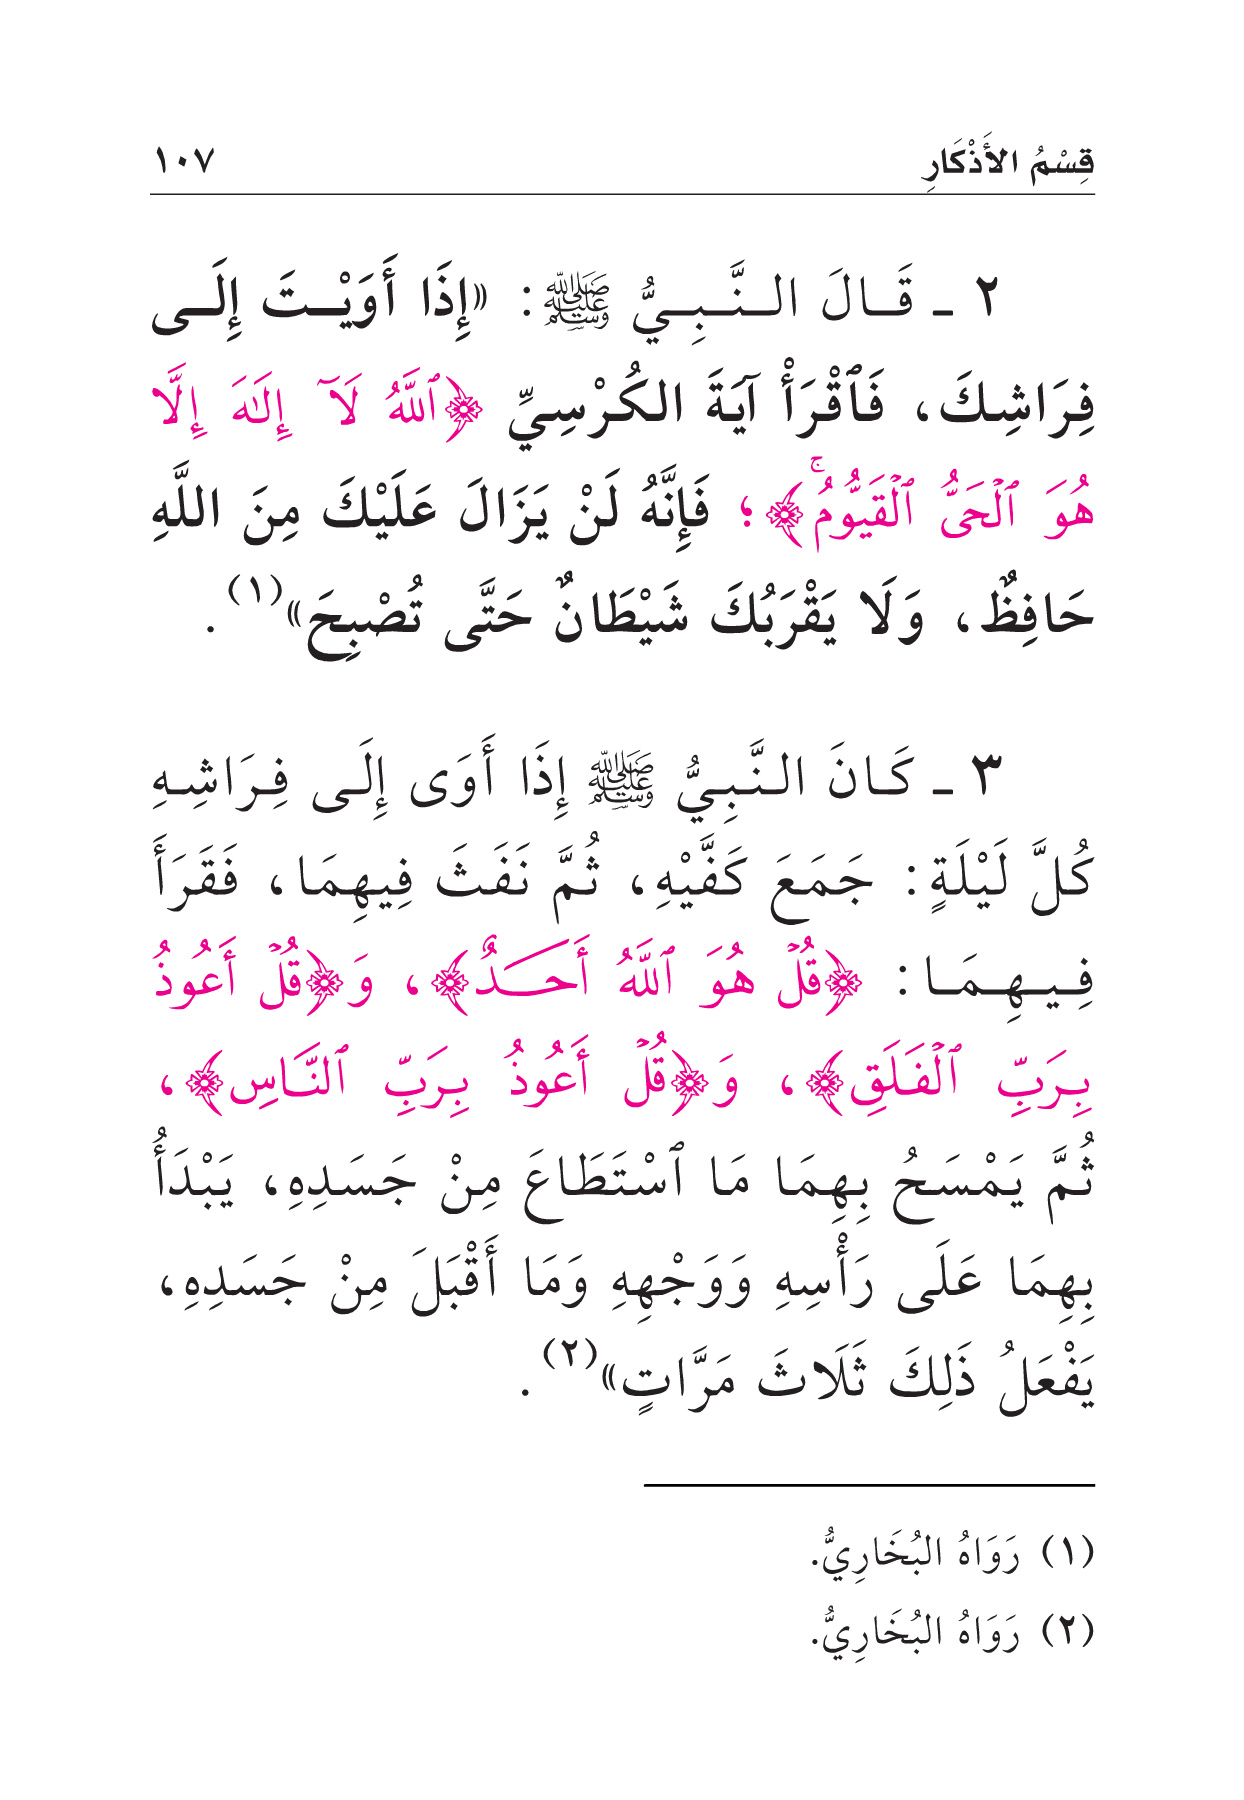 قِسْمُ الأَذْكَارِ ١٠٧
٢ ـ قَالَ النَّبِيُّ ﷺ: «إِذَا أَوَيْتَ إِلَى
فِرَاشِكَ، فَٱقْرَأْ آيَةَ الكُرْسِيِّ ﴿ٱللَّهُ لَآ إِلَٰهَ إِلَّا
هُوَ ٱلْحَىُّ ٱلْقَيُّومُۚ﴾؛ فَإِنَّهُ لَنْ يَزَالَ عَلَيْكَ مِنَ اللَّهِ
حَافِظٌ، وَلَا يَقْرَبُكَ شَيْطَانٌ حَتَّى تُصْبِحَ»(١).
٣ ـ كَانَ النَّبِيُّ ﷺ إِذَا أَوَى إِلَى فِرَاشِهِ
كُلَّ لَيْلَةٍ: جَمَعَ كَفَّيْهِ، ثُمَّ نَفَثَ فِيهِمَا، فَقَرَأَ
فِيهِمَا: ﴿قُلْ هُوَ ٱللَّهُ أَحَدٌ﴾، وَ﴿قُلْ أَعُوذُ
بِرَبِّ ٱلْفَلَقِ﴾، وَ﴿قُلْ أَعُوذُ بِرَبِّ ٱلنَّاسِ﴾،
ثُمَّ يَمْسَحُ بِهِمَا مَا ٱسْتَطَاعَ مِنْ جَسَدِهِ، يَبْدَأُ
بِهِمَا عَلَى رَأْسِهِ وَوَجْهِهِ وَمَا أَقْبَلَ مِنْ جَسَدِهِ،
يَفْعَلُ ذَلِكَ ثَلَاثَ مَرَّاتٍ»(٢).
(١) رَوَاهُ البُخَارِيُّ.
(٢) رَوَاهُ البُخَارِيُّ.